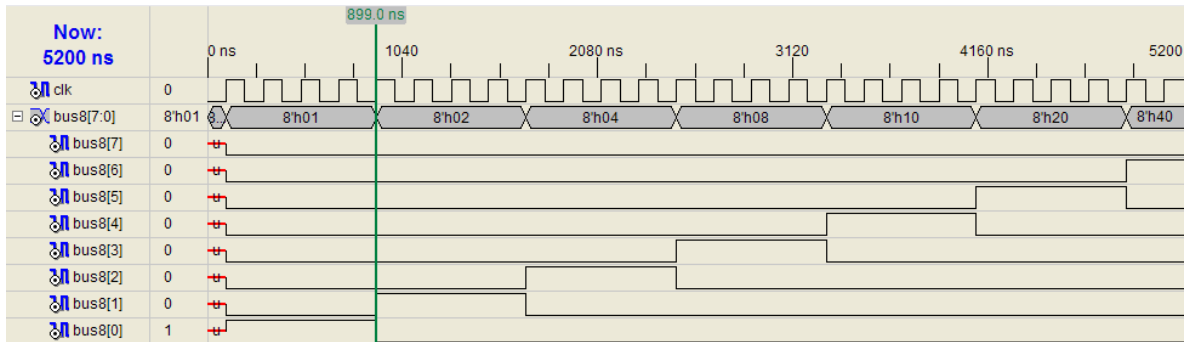 899.0 ns
Now:
5200 ns
0 ns 1040 2080 ns 3120 4160 ns 5200
clk 0
bus8[7:0] 8'h01 8... 8'h01 8'h02 8'h04 8'h08 8'h10 8'h20 8'h40
bus8[7] 0 U
bus8[6] 0 U
bus8[5] 0 U
bus8[4] 0 U
bus8[3] 0 U
bus8[2] 0 U
bus8[1] 0 U
bus8[0] 1 U